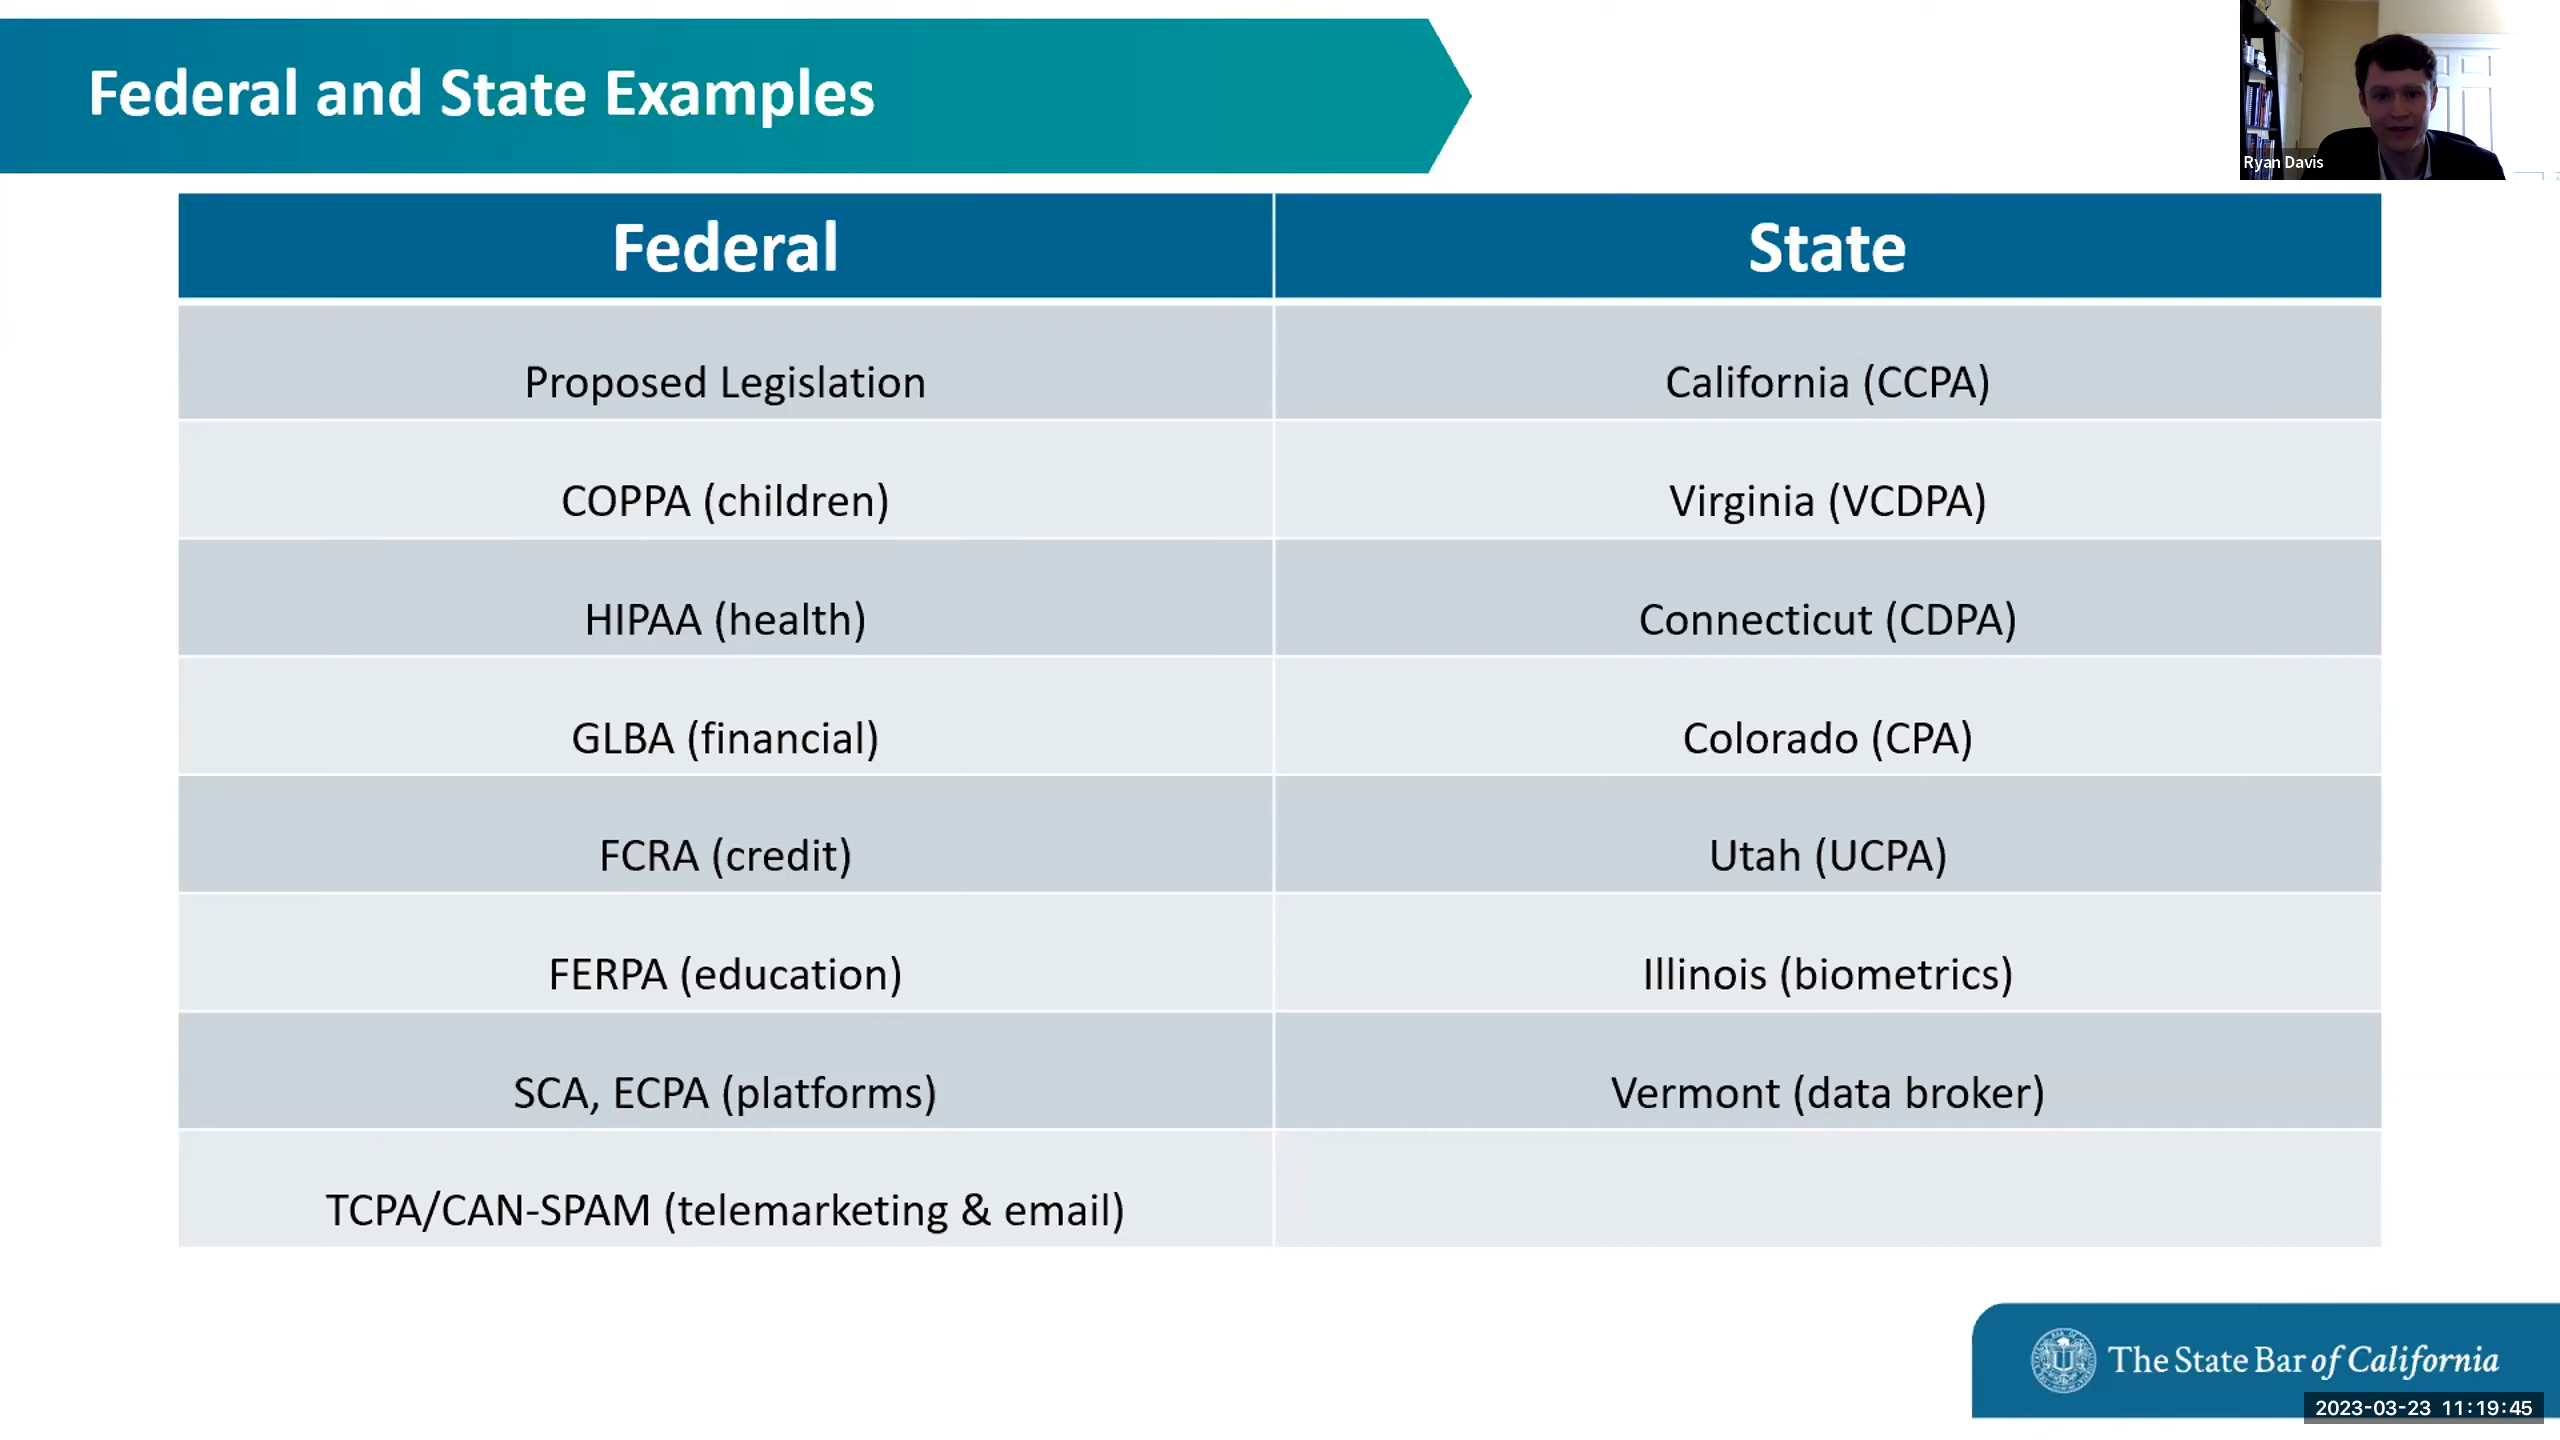 Federal and State Examples
Ryan Davis
Federal
State
Proposed Legislation
California (CCPA)
COPPA (children)
Virginia (VCDPA)
HIPAA (health)
Connecticut (CDPA)
GLBA (financial)
Colorado (CPA)
FCRA (credit)
Utah (UCPA)
FERPA (education)
Illinois (biometrics)
SCA, ECPA (platforms)
Vermont (data broker)
TCPA/CAN-SPAM (telemarketing & email)
The State Bar of California
2023-03-23 11:19:45